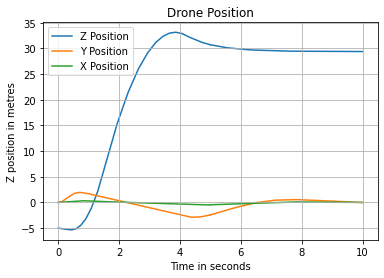 Drone Position
Z Position
Y Position
X Position
Z position in metres
35
30
25
20
15
10
5
0
−5
0
2
4
6
8
10
Time in seconds